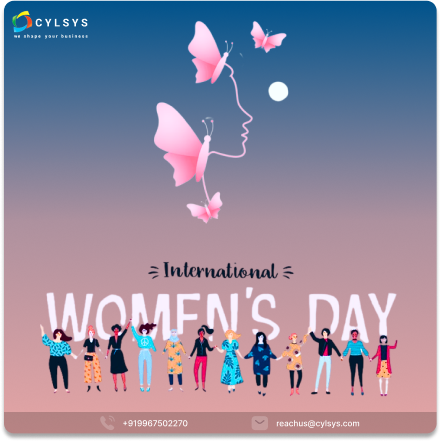 CYLSYS
we shape your business
International
WOMEN'S DAY
+919967502270
reachus@cylsys.com